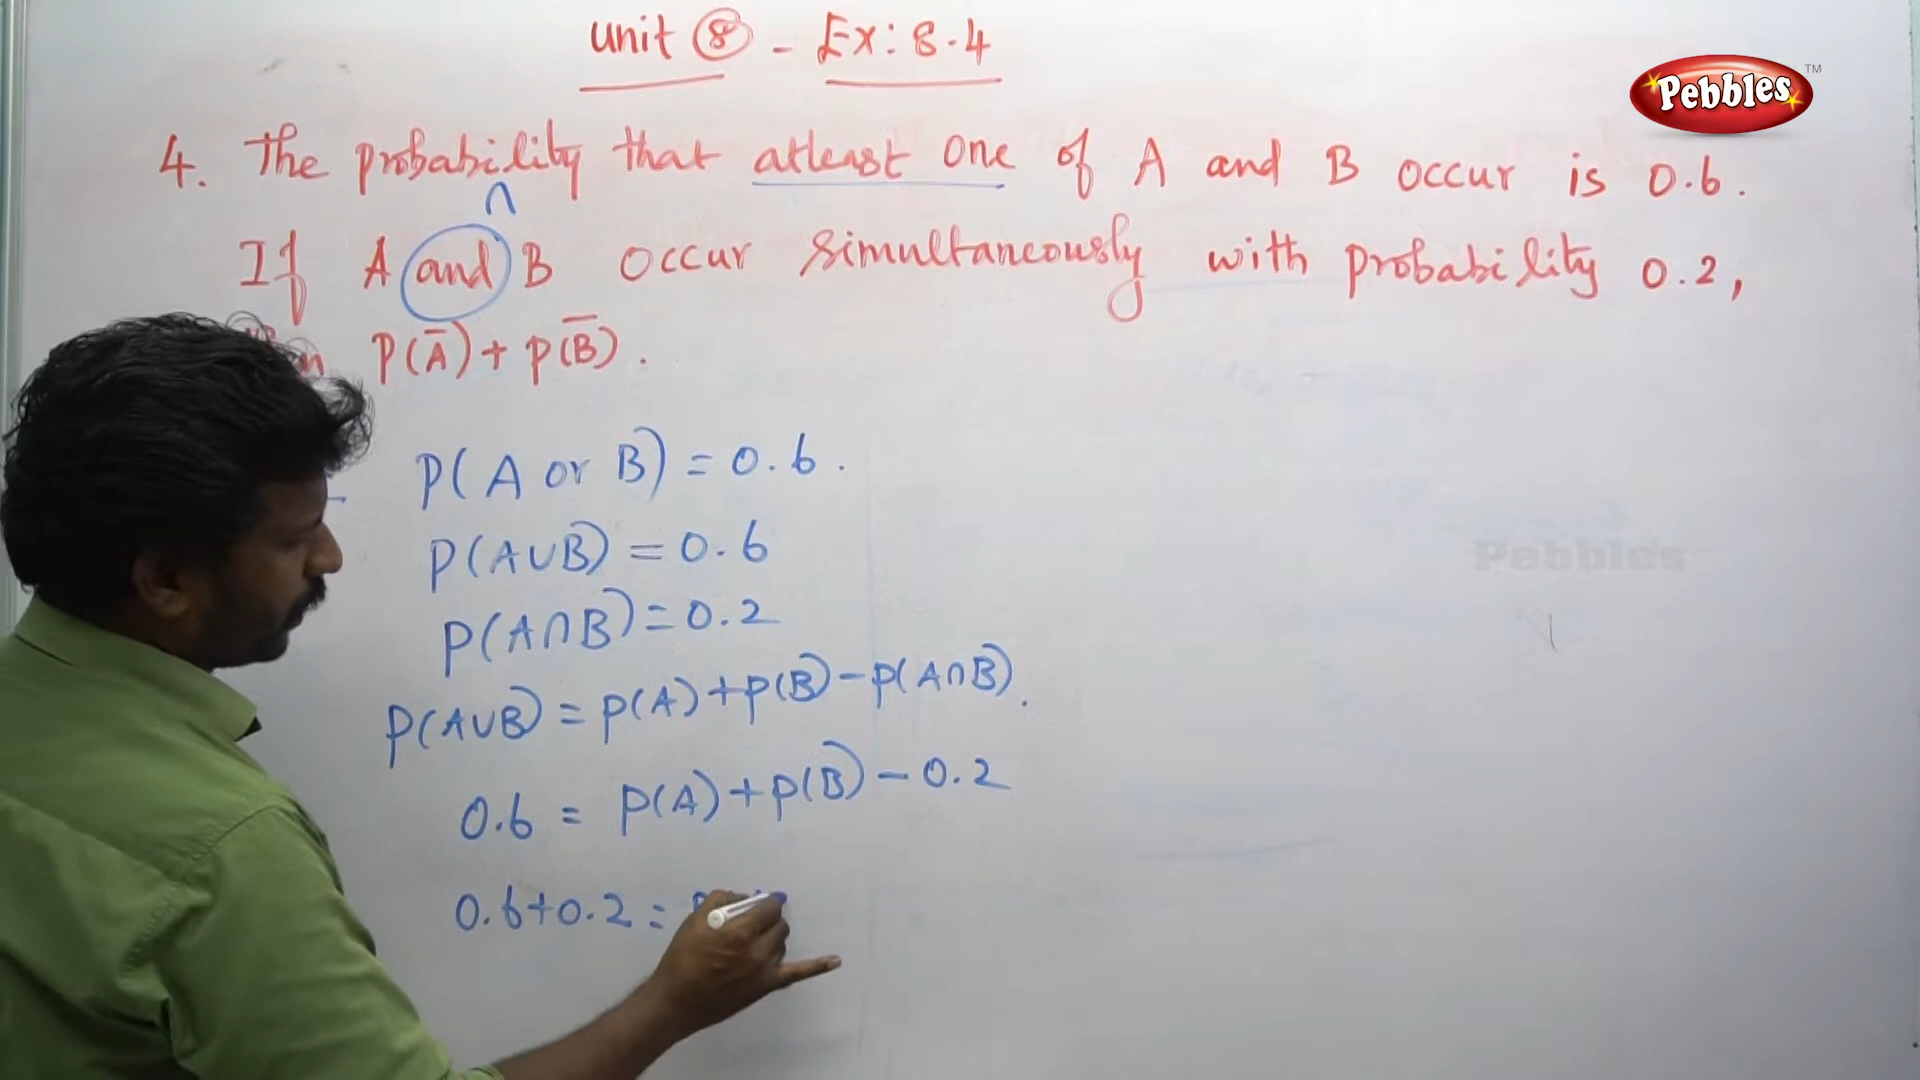 Unit 8 - Ex: 8.4
Pebbles TM
4. The probability that atleast one of A and B occur is 0.6.
∩
If A and B occur simultaneously with probability 0.2,
P(A̅) + P(B̅).
P(A or B) = 0.6.
P(A∪B) = 0.6
Pebbles
P(A∩B) = 0.2
P(A∪B) = P(A) + P(B) - P(A∩B).
0.6 = P(A) + P(B) - 0.2
0.6+0.2 =